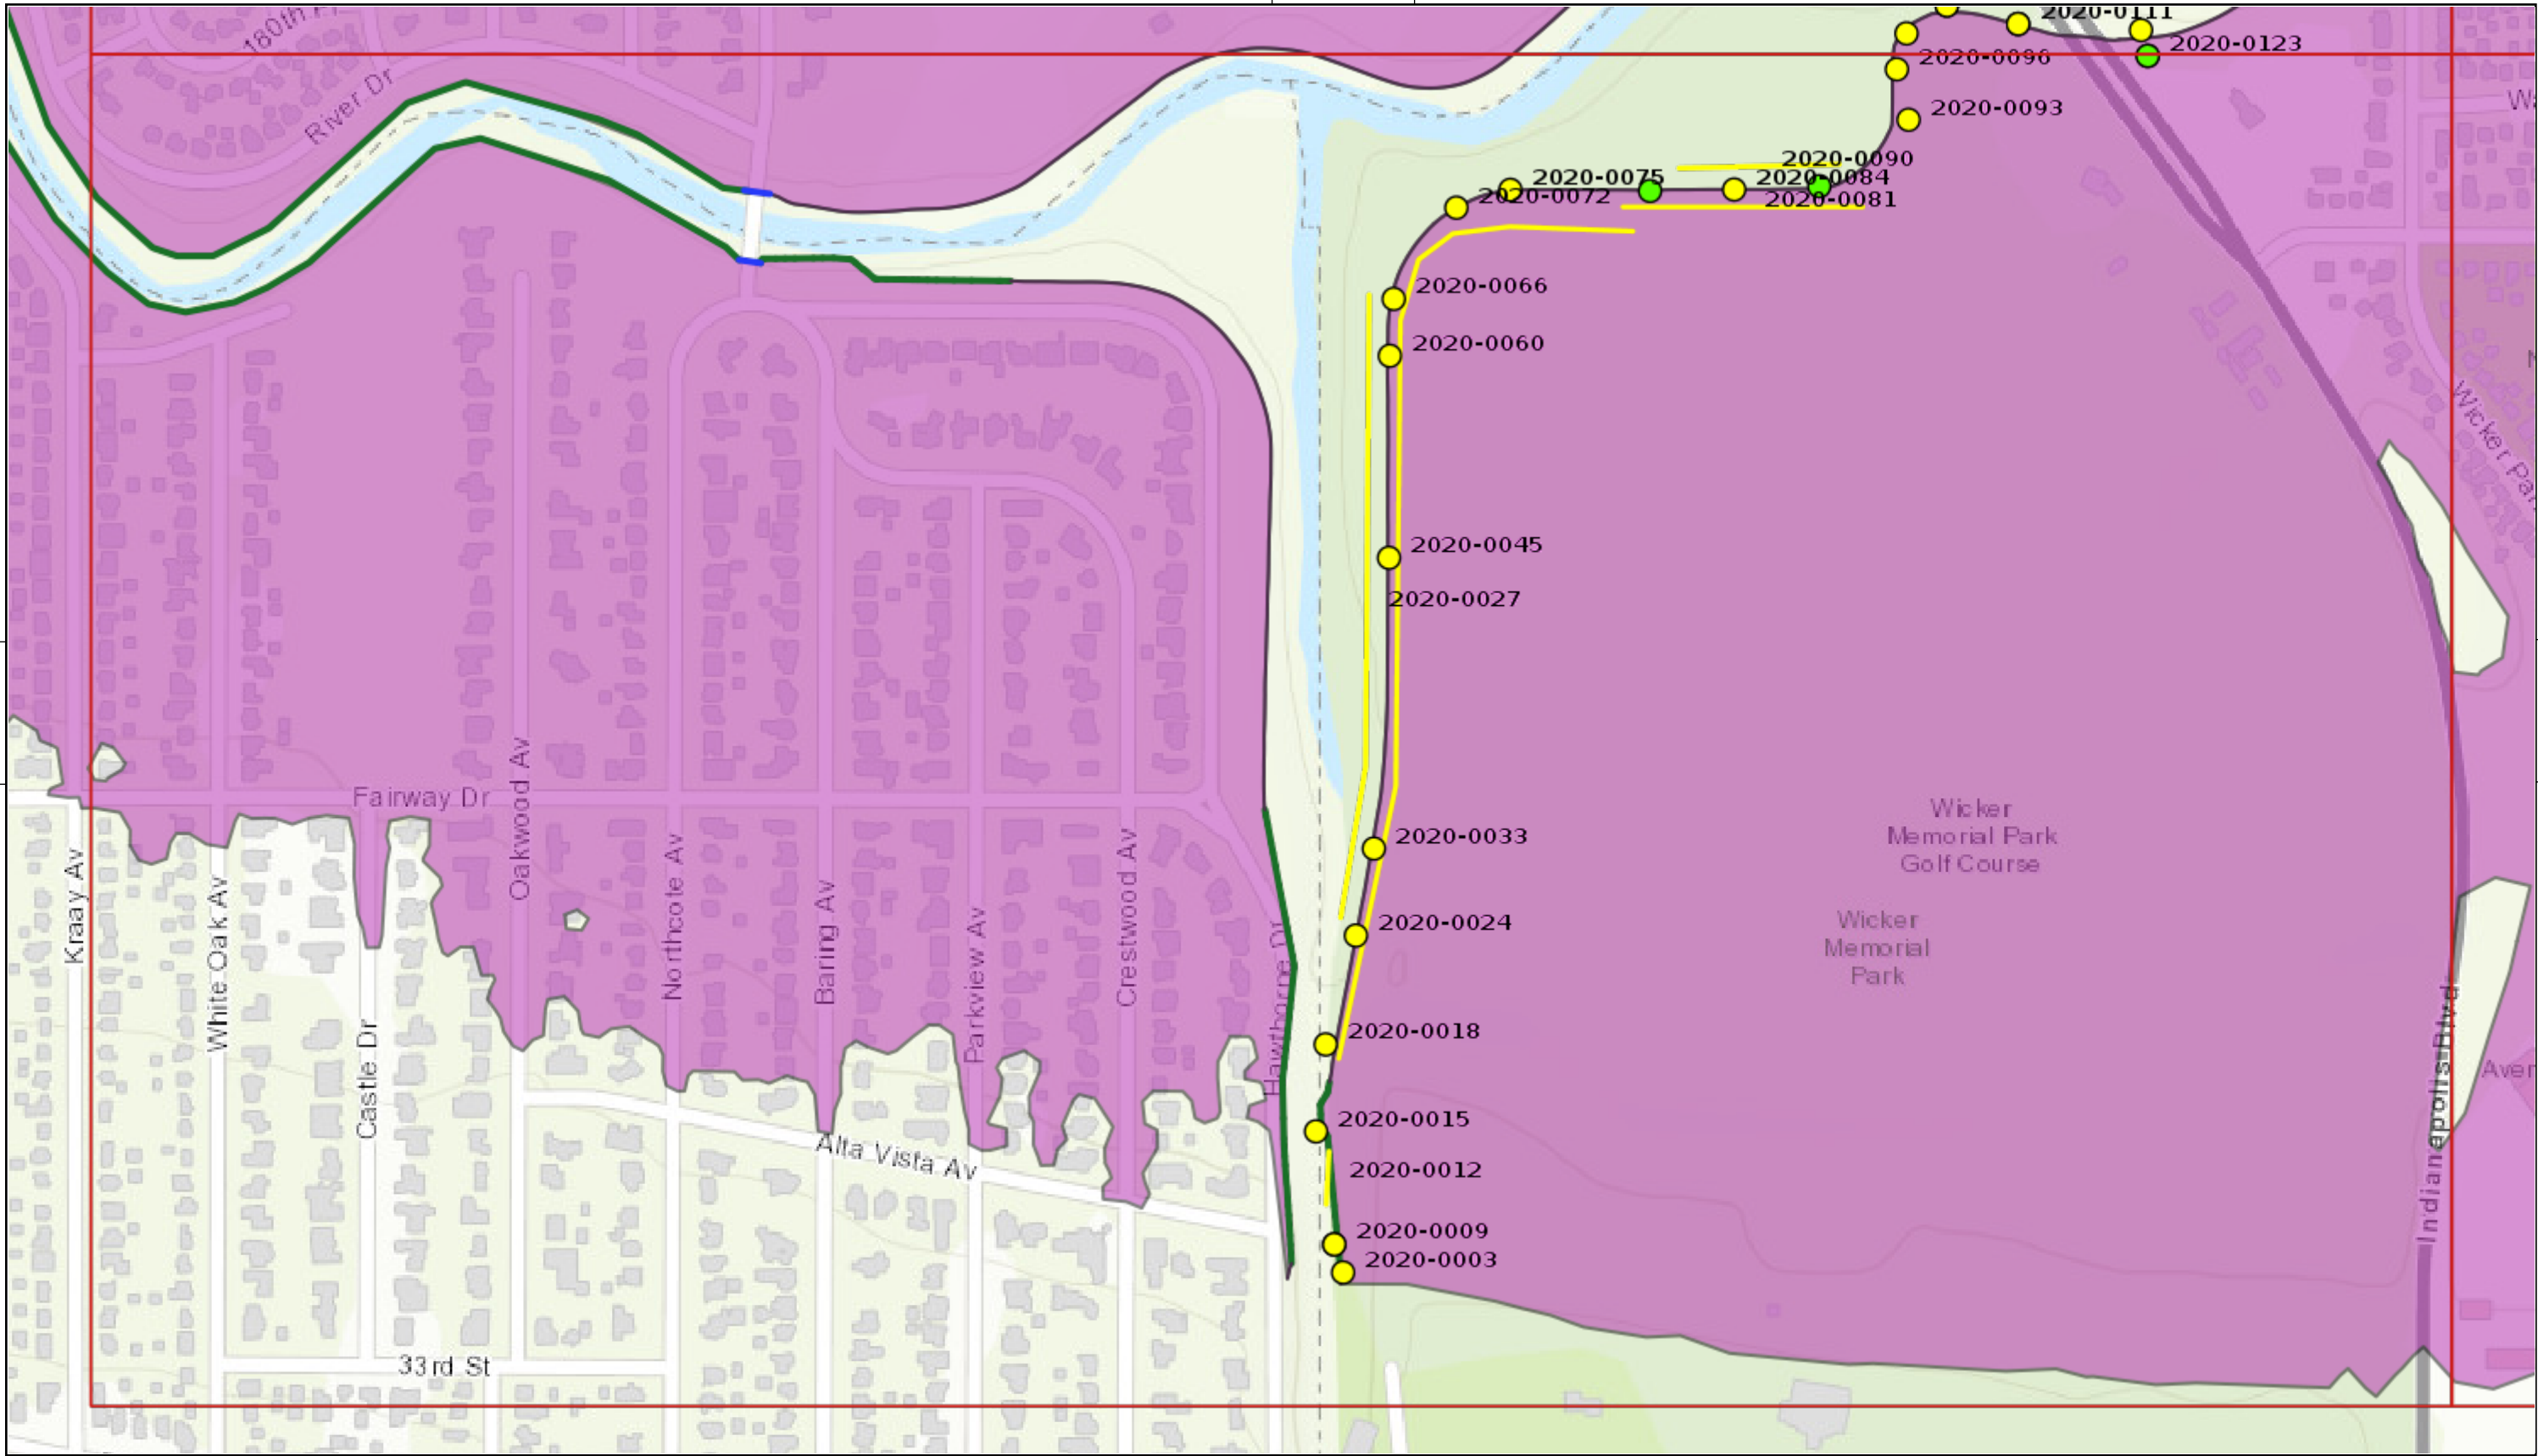 180th Pl
River Dr
2020-0111
2020-0123
2020-0096
2020-0093
2020-0090
2020-0075
2020-0084
2020-0072
2020-0081
2020-0066
2020-0060
2020-0045
2020-0027
Wicker Par
Fairway Dr
Oakwood Av
Wicker
Memorial Park
Golf Course
2020-0033
Kraay Av
White Oak Av
Northcote Av
Baring Av
Parkview Av
Crestwood Av
Hawthorne Dr
2020-0024
Wicker
Memorial
Park
2020-0018
Castle Dr
Indianapolis Blvd
Aver
2020-0015
Alta Vista Av
2020-0012
2020-0009
2020-0003
33rd St